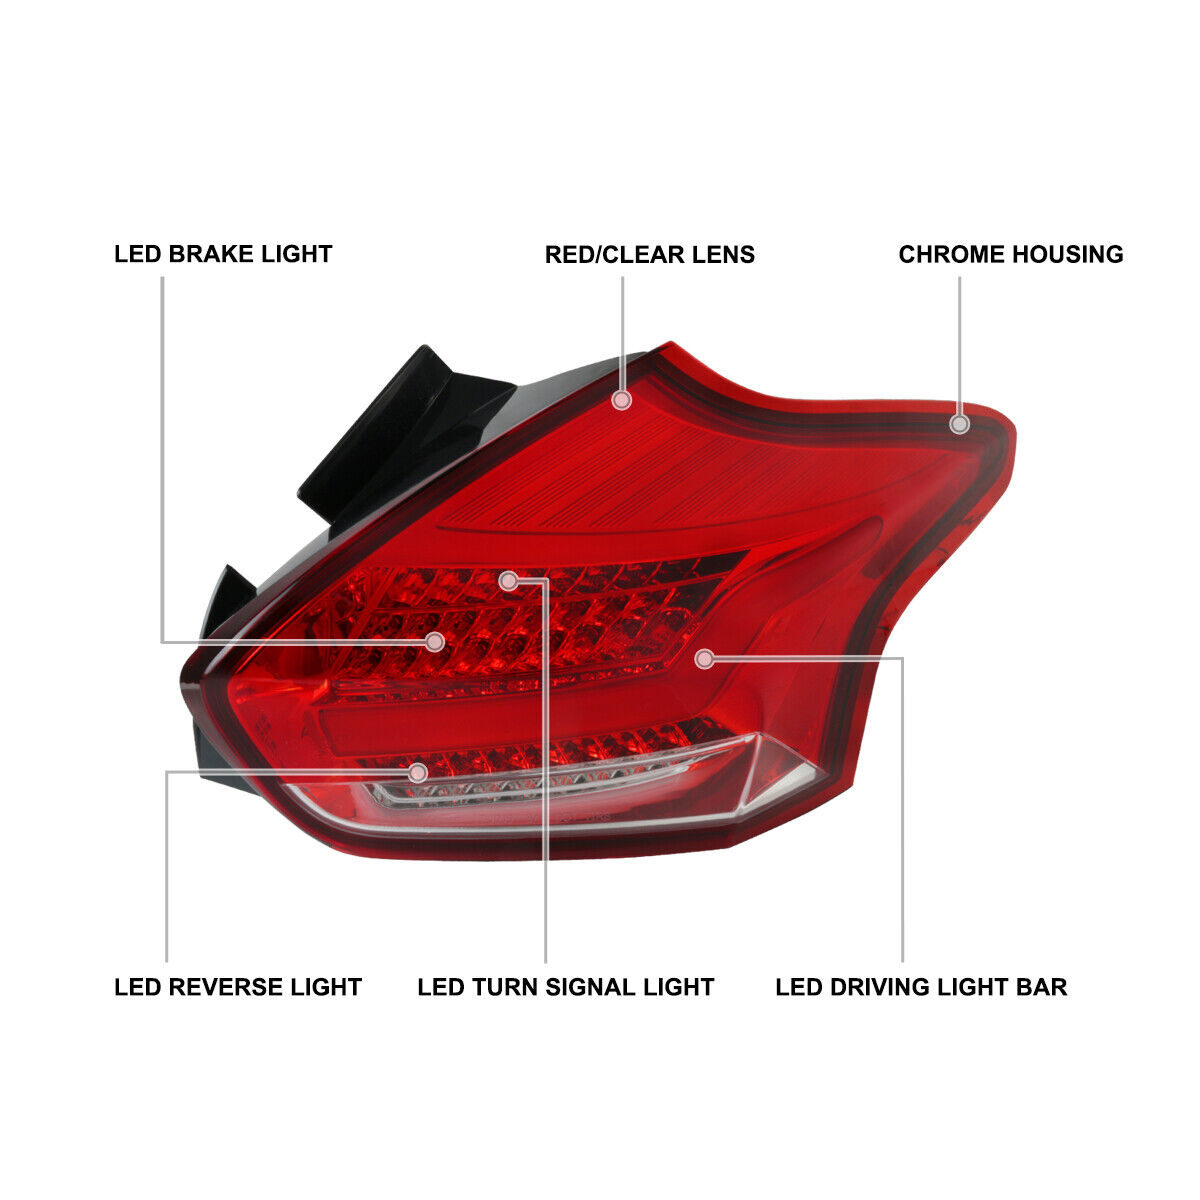 LED BRAKE LIGHT
RED/CLEAR LENS
CHROME HOUSING
LED REVERSE LIGHT
LED TURN SIGNAL LIGHT
LED DRIVING LIGHT BAR